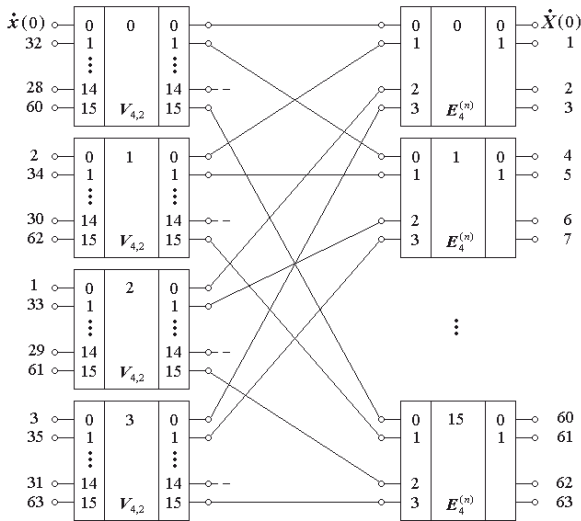 ẋ(0) 0 0 0 0 0 0 Ẋ(0)
32 1 1 1 1 1
⋮ ⋮
28 14 14 2 2
60 15 V₄,₂ 15 3 E₄⁽ⁿ⁾ 3
2 0 1 0 0 1 0 4
34 1 1 1 1 5
⋮ ⋮
30 14 14 2 6
62 15 V₄,₂ 15 3 E₄⁽ⁿ⁾ 7
1 0 2 0
33 1 1
⋮ ⋮ ⋮
29 14 14
61 15 V₄,₂ 15
3 0 3 0 0 15 0 60
35 1 1 1 1 61
⋮ ⋮
31 14 14 2 62
63 15 V₄,₂ 15 3 E₄⁽ⁿ⁾ 63